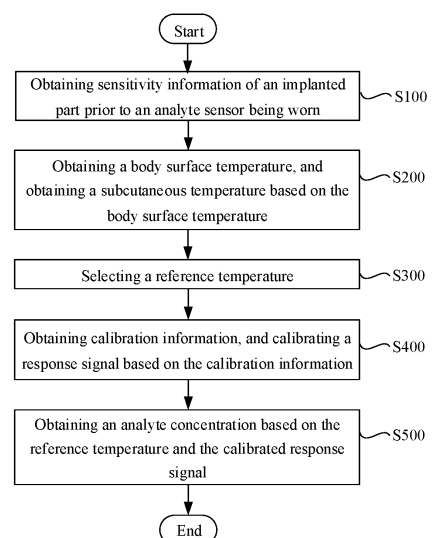 Start
Obtaining sensitivity information of an implanted
part prior to an analyte sensor being worn
S100
Obtaining a body surface temperature, and
obtaining a subcutaneous temperature based on the
body surface temperature
S200
Selecting a reference temperature
S300
Obtaining calibration information, and calibrating a
response signal based on the calibration information
S400
Obtaining an analyte concentration based on the
reference temperature and the calibrated response
signal
S500
End